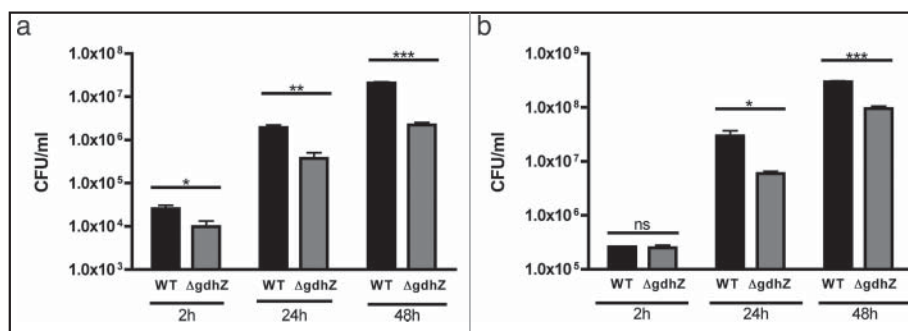 a
CFU/ml
1.0x10⁸
1.0x10⁷
1.0x10⁶
1.0x10⁵
1.0x10⁴
1.0x10³
*
**
***
WT ΔgdhZ WT ΔgdhZ WT ΔgdhZ
2h 24h 48h
b
CFU/ml
1.0x10⁹
1.0x10⁸
1.0x10⁷
1.0x10⁶
1.0x10⁵
ns
*
***
WT ΔgdhZ WT ΔgdhZ WT ΔgdhZ
2h 24h 48h